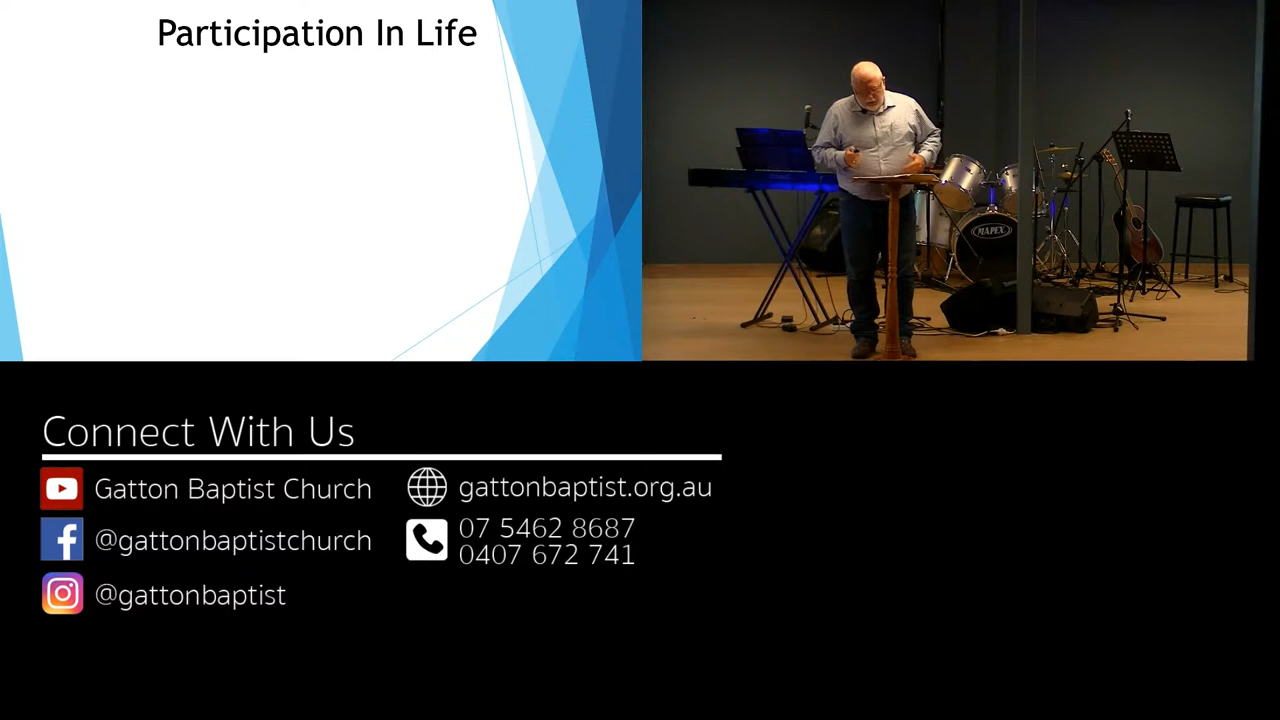 Participation In Life
MAPEX
Connect With Us
Gatton Baptist Church
@gattonbaptistchurch
@gattonbaptist
gattonbaptist.org.au
07 5462 8687
0407 672 741